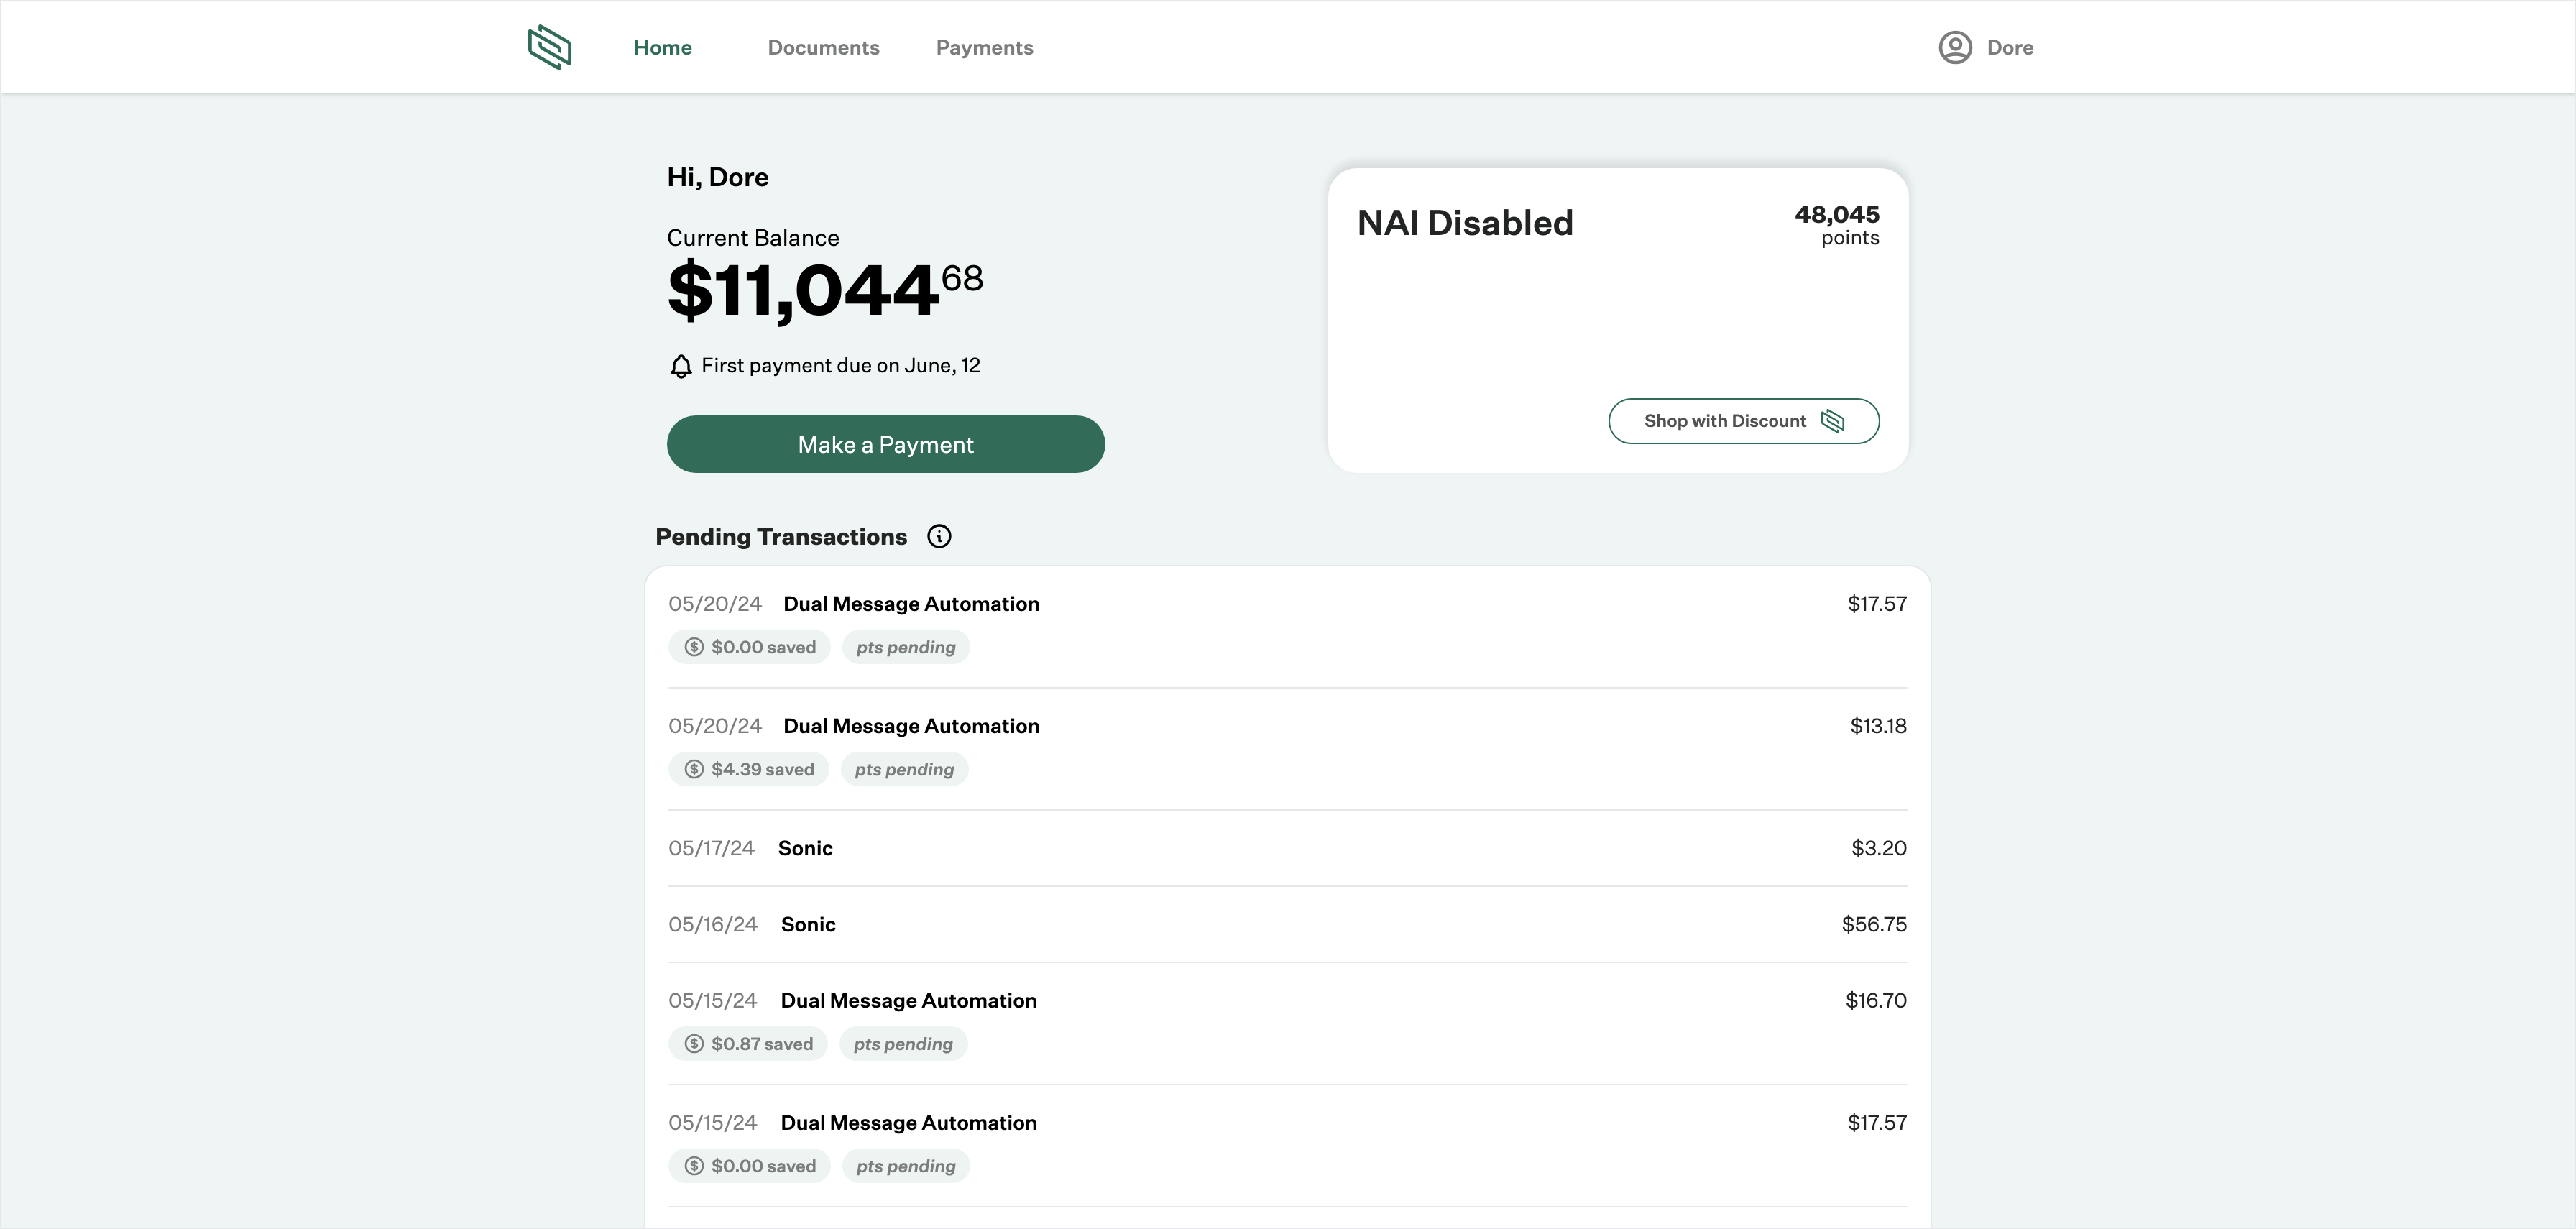 Home Documents Payments Dore
Hi, Dore
Current Balance
$11,044 68
First payment due on June, 12
Make a Payment
NAI Disabled
48,045
points
Shop with Discount
Pending Transactions
05/20/24 Dual Message Automation $17.57
$0.00 saved pts pending
05/20/24 Dual Message Automation $13.18
$4.39 saved pts pending
05/17/24 Sonic $3.20
05/16/24 Sonic $56.75
05/15/24 Dual Message Automation $16.70
$0.87 saved pts pending
05/15/24 Dual Message Automation $17.57
$0.00 saved pts pending